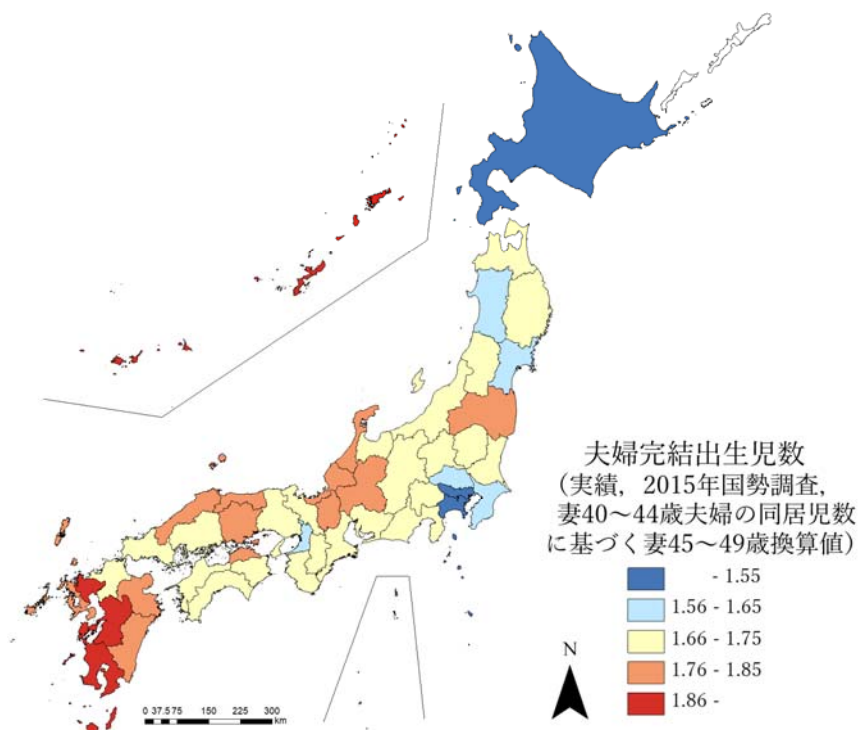 夫婦完結出生児数
(実績，2015年国勢調査，
妻40～44歳夫婦の同居児数
に基づく妻45～49歳換算値)
- 1.55
1.56 - 1.65
1.66 - 1.75
1.76 - 1.85
1.86 -
N
0 37.5 75 150 225 300
km